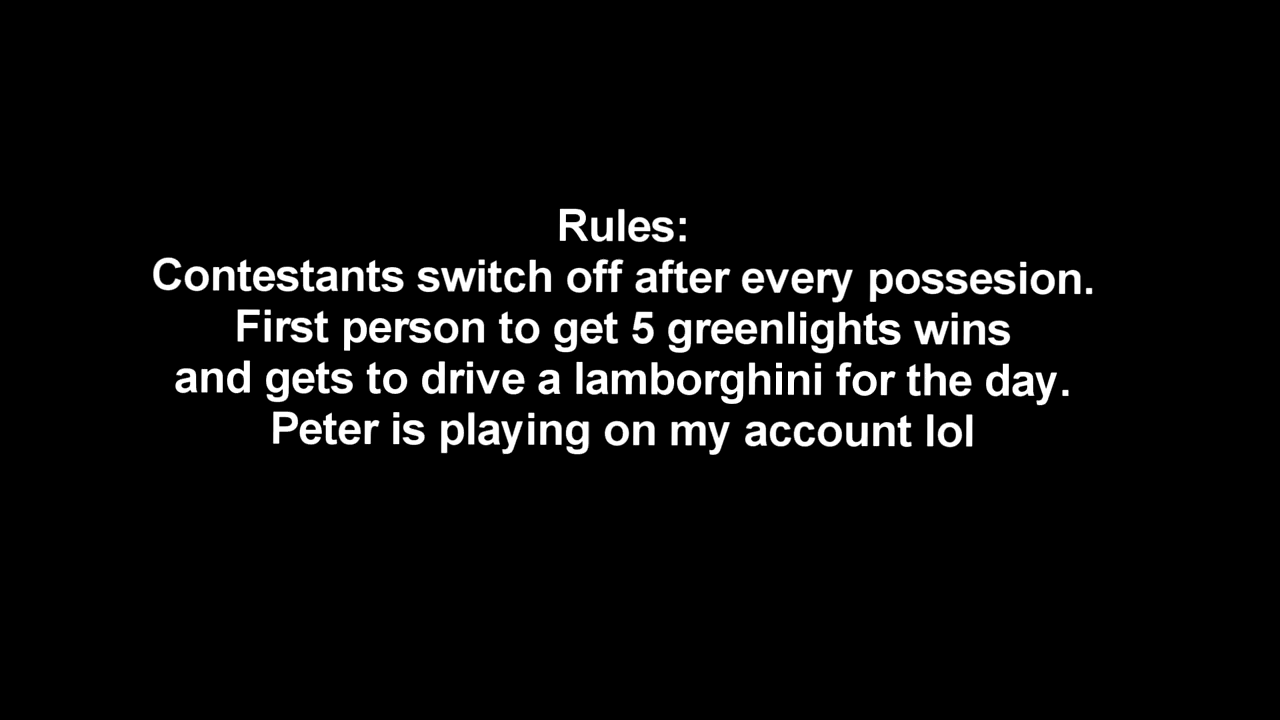 Rules:
Contestants switch off after every possesion.
First person to get 5 greenlights wins
and gets to drive a lamborghini for the day.
Peter is playing on my account lol